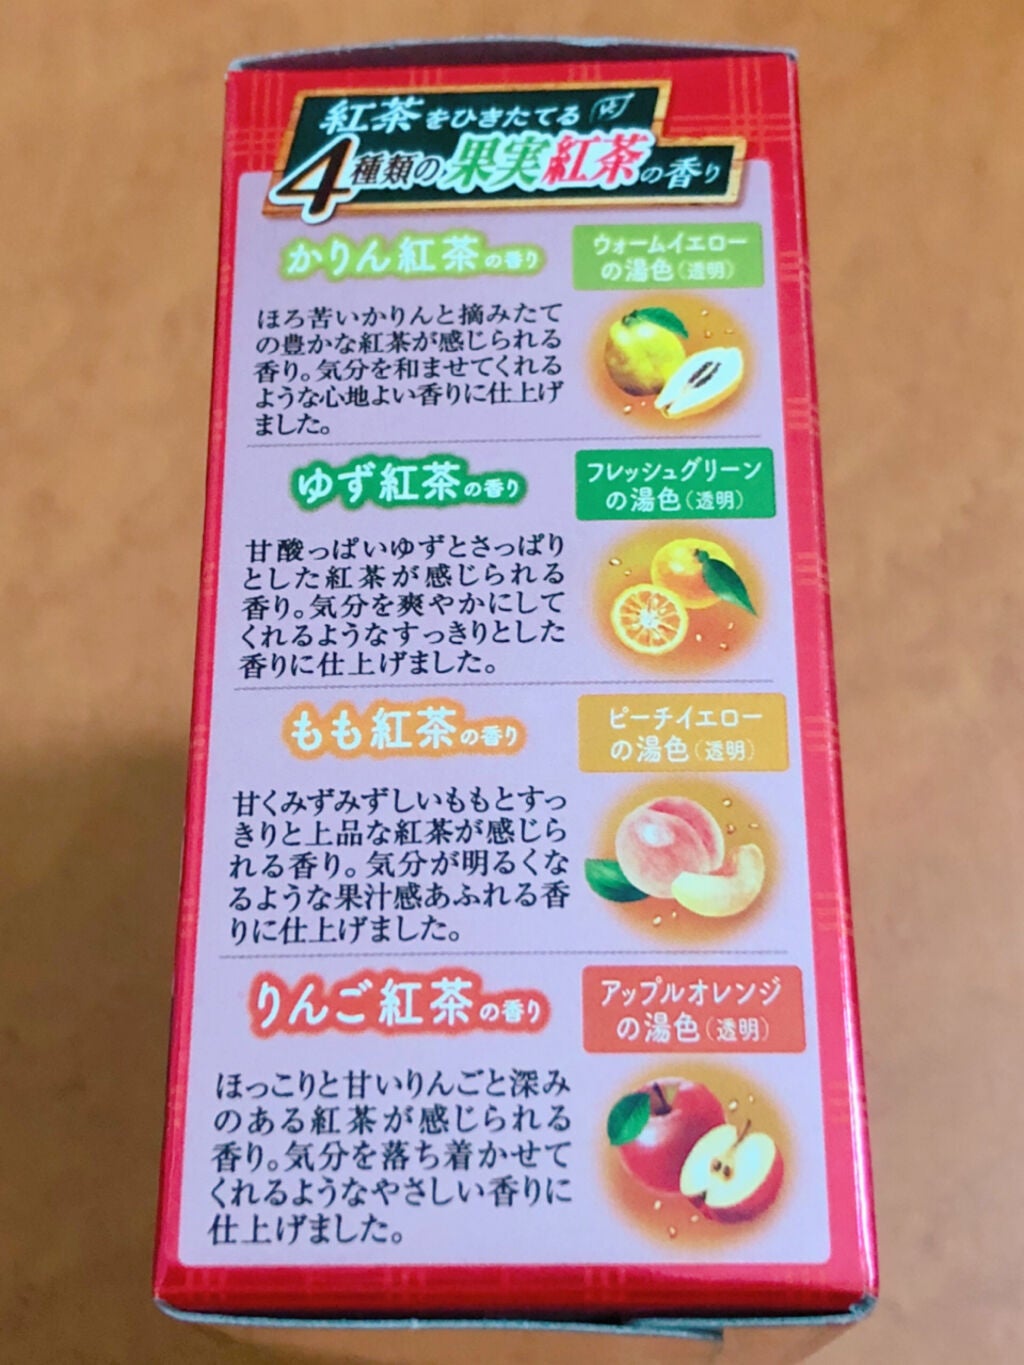 紅茶をひきたてる
4種類の果実紅茶の香り
かりん紅茶の香り
ウォームイエロー
の湯色(透明)
ほろ苦いかりんと摘みたて
の豊かな紅茶が感じられる
香り。気分を和ませてくれる
ような心地よい香りに仕上げ
ました。
ゆず紅茶の香り
フレッシュグリーン
の湯色(透明)
甘酸っぱいゆずとさっぱり
とした紅茶が感じられる
香り。気分を爽やかにして
くれるようなすっきりとした
香りに仕上げました。
もも紅茶の香り
ピーチイエロー
の湯色(透明)
甘くみずみずしいももとすっ
きりと上品な紅茶が感じら
れる香り。気分が明るくな
るような果汁感あふれる香
りに仕上げました。
りんご紅茶の香り
アップルオレンジ
の湯色(透明)
ほっこりと甘いりんごと深み
のある紅茶が感じられる
香り。気分を落ち着かせて
くれるようなやさしい香りに
仕上げました。